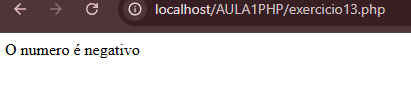 localhost/AULA1PHP/exercicio13.php
O numero é negativo